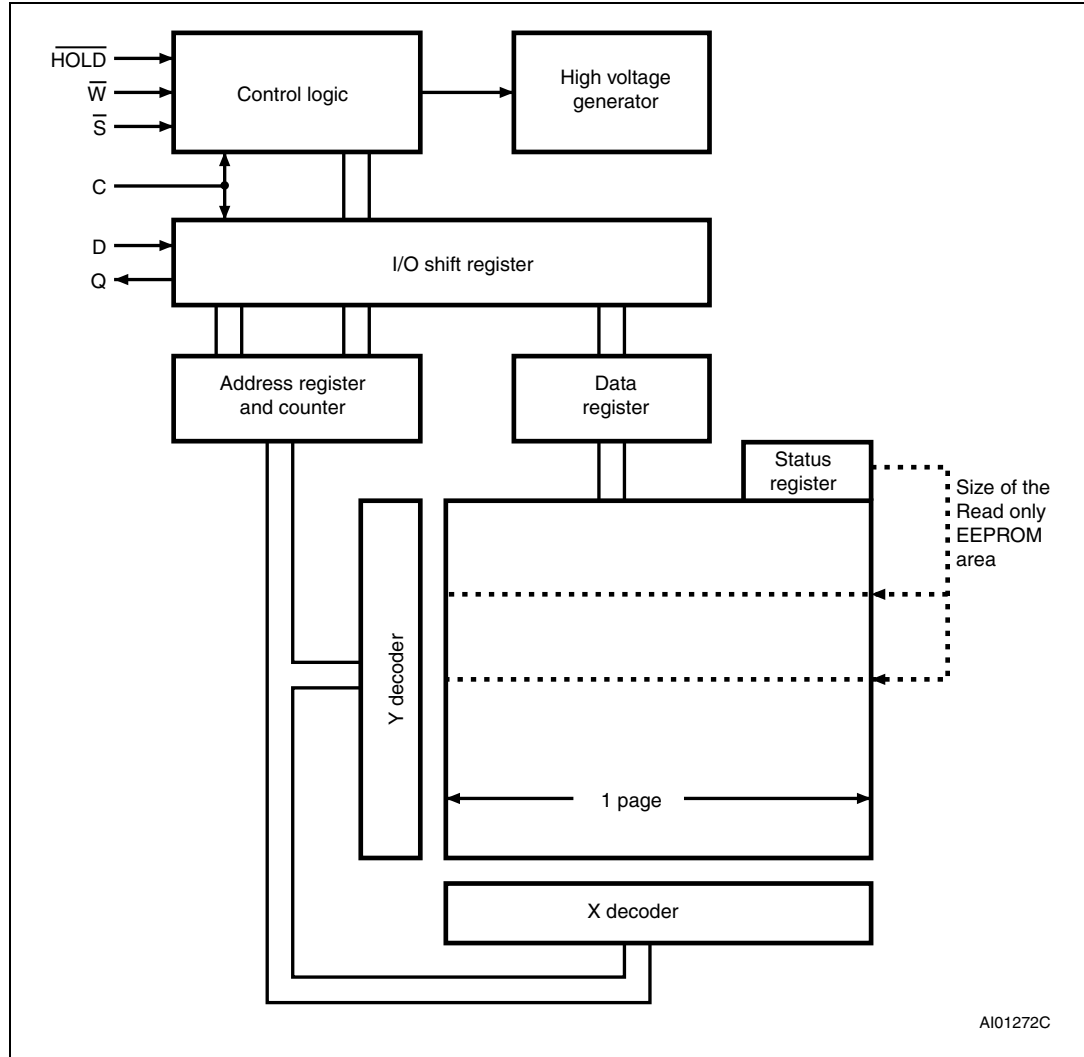 H̅O̅L̅D̅
W̅
S̅
Control logic
High voltage
generator
C
D
Q
I/O shift register
Address register
and counter
Data
register
Status
register
Size of the
Read only
EEPROM
area
Y decoder
1 page
X decoder
AI01272C